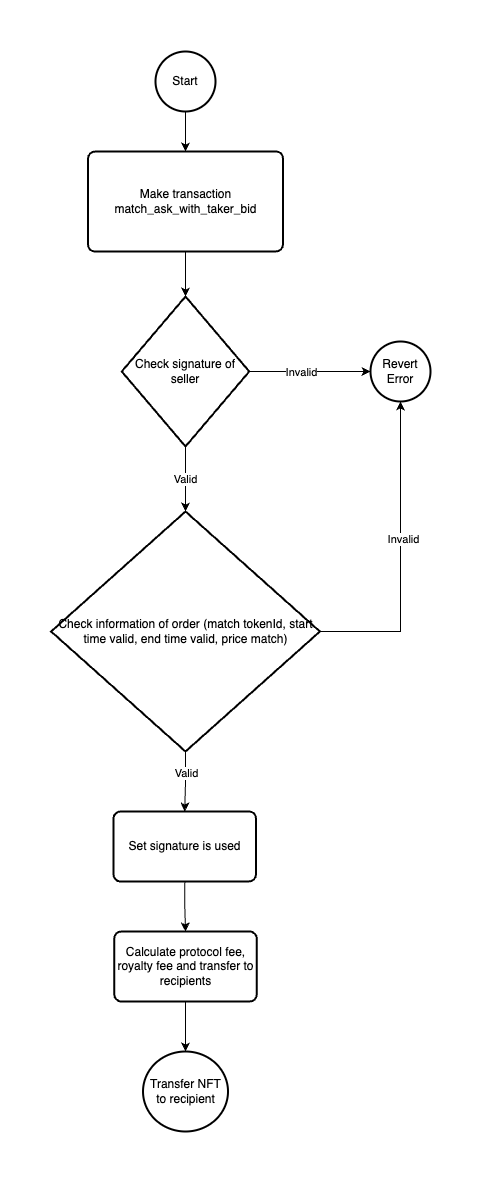 Start
Make transaction
match_ask_with_taker_bid
Check signature of
seller
Invalid
Revert
Error
Valid
Invalid
Check information of order (match tokenId, start
time valid, end time valid, price match)
Valid
Set signature is used
Calculate protocol fee,
royalty fee and transfer to
recipients
Transfer NFT
to recipient